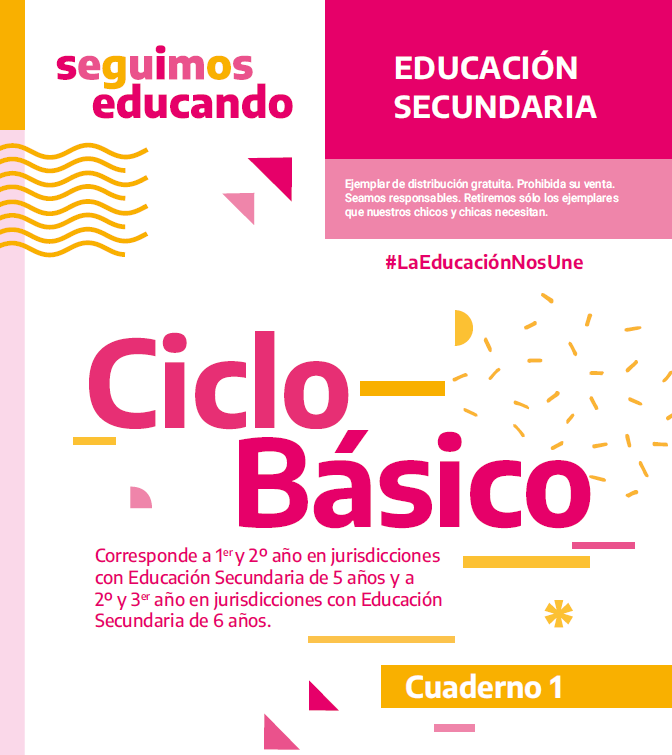 seguimos
educando
EDUCACIÓN
SECUNDARIA
Ejemplar de distribución gratuita. Prohibida su venta.
Seamos responsables. Retiremos sólo los ejemplares
que nuestros chicos y chicas necesitan.
#LaEducaciónNosUne
Ciclo
Básico
Corresponde a 1er y 2º año en jurisdicciones
con Educación Secundaria de 5 años y a
2º y 3er año en jurisdicciones con Educación
Secundaria de 6 años.
Cuaderno 1